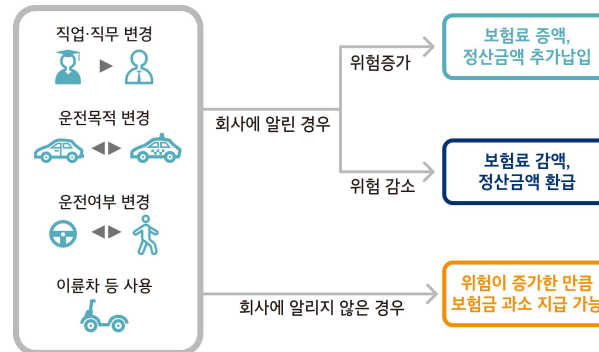 직업·직무 변경
운전목적 변경
운전여부 변경
이륜차 등 사용
회사에 알린 경우
위험증가
위험 감소
회사에 알리지 않은 경우
보험료 증액,
정산금액 추가납입
보험료 감액,
정산금액 환급
위험이 증가한 만큼
보험금 과소 지급 가능